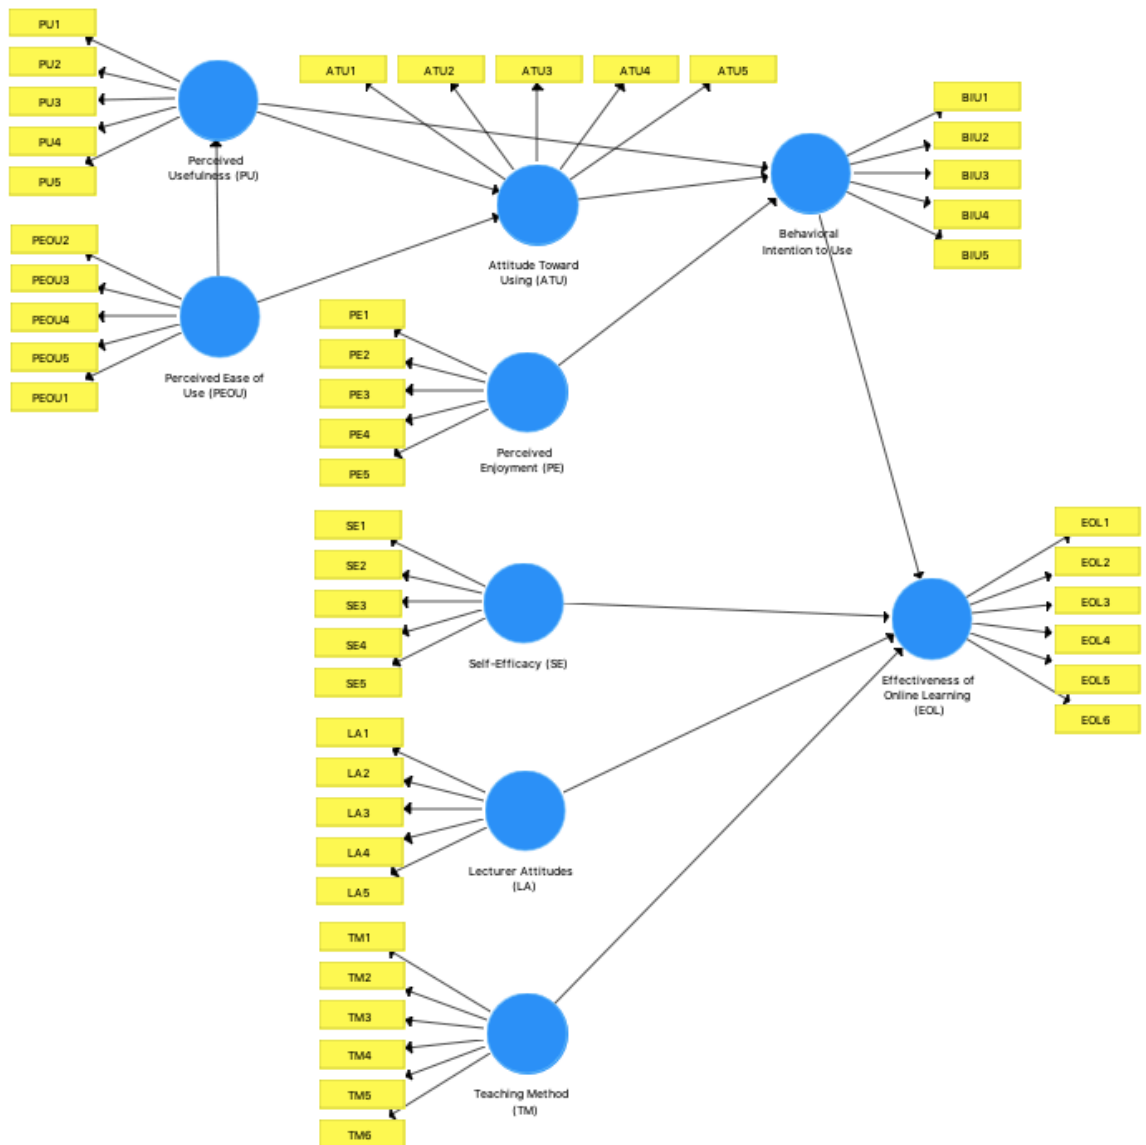 PU1
PU2
PU3
PU4
PU5
Perceived
Usefulness (PU)
ATU1
ATU2
ATU3
ATU4
ATU5
Attitude Toward
Using (ATU)
BIU1
BIU2
BIU3
BIU4
BIU5
Behavioral
Intention to Use
PEOU2
PEOU3
PEOU4
PEOU5
PEOU1
Perceived Ease of
Use (PEOU)
PE1
PE2
PE3
PE4
PE5
Perceived
Enjoyment (PE)
SE1
SE2
SE3
SE4
SE5
Self-Efficacy (SE)
EOL1
EOL2
EOL3
EOL4
EOL5
EOL6
Effectiveness of
Online Learning
(EOL)
LA1
LA2
LA3
LA4
LA5
Lecturer Attitudes
(LA)
TM1
TM2
TM3
TM4
TM5
TM6
Teaching Method
(TM)